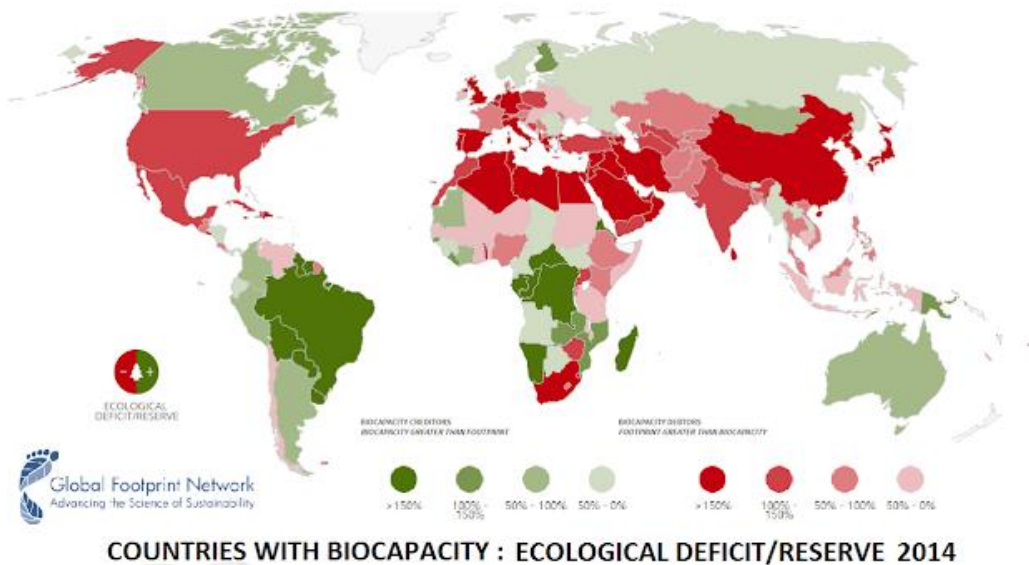 ECOLOGICAL
DEFICIT/RESERVE
BIOCAPACITY CREDITORS
BIOCAPACITY GREATER THAN FOOTPRINT
BIOCAPACITY DEBTORS
FOOTPRINT GREATER THAN BIOCAPACITY
Global Footprint Network
Advancing the Science of Sustainability
>150% 100% - 150% 50% - 100% 50% - 0% >150% 100% - 150% 50% - 100% 50% - 0%
COUNTRIES WITH BIOCAPACITY : ECOLOGICAL DEFICIT/RESERVE 2014